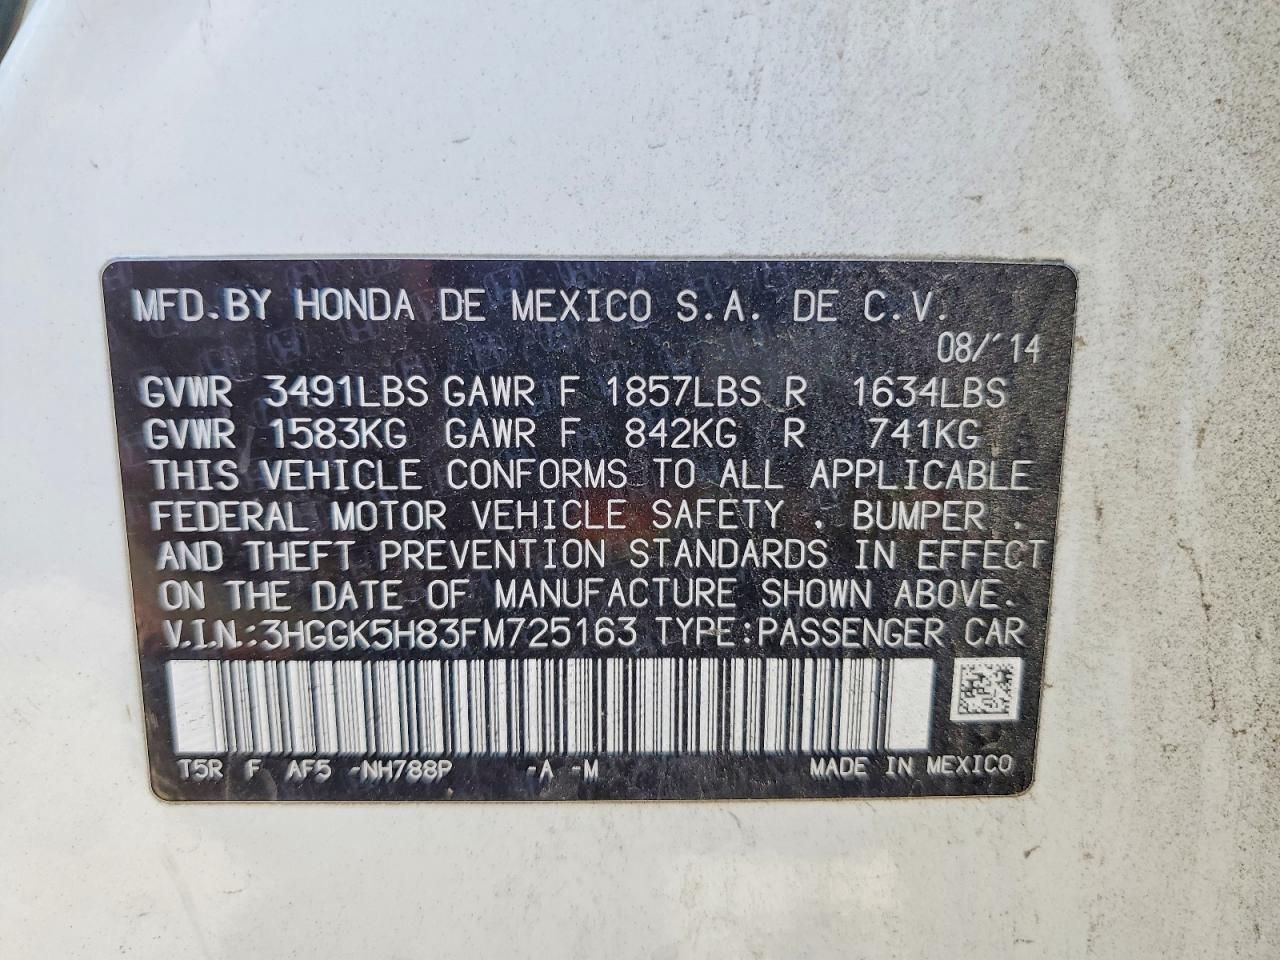 MFD.BY HONDA DE MEXICO S.A. DE C.V.
08/'14
GVWR 3491LBS GAWR F 1857LBS R 1634LBS
GVWR 1583KG GAWR F 842KG R 741KG
THIS VEHICLE CONFORMS TO ALL APPLICABLE
FEDERAL MOTOR VEHICLE SAFETY , BUMPER ,
AND THEFT PREVENTION STANDARDS IN EFFECT
ON THE DATE OF MANUFACTURE SHOWN ABOVE.
V.I.N.:3HGGK5H83FM725163 TYPE:PASSENGER CAR
T5R F AF5 -NH788P -A -M MADE IN MEXICO